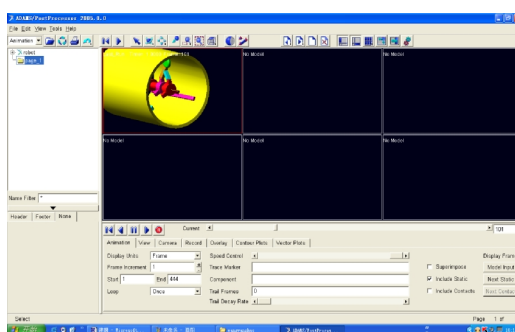 ADAMS/PostProcessor 2005.0.0
File Edit View Tools Help
Animation
robot
page_1
No Model
No Model
No Model
No Model
No Model
Name Filter *
Header Footer None
Current
101
Animation View Camera Record Overlay Contour Plots Vector Plots
Display Units Frame Speed Control Display Frame
Frame Increment 1 Trace Marker Superimpose Model Input
Start 1 End 444 Component Include Static Next Static
Loop Once Trail Frames 0 Include Contacts Next Contact
Trail Decay Rate
Select
Page 1 of